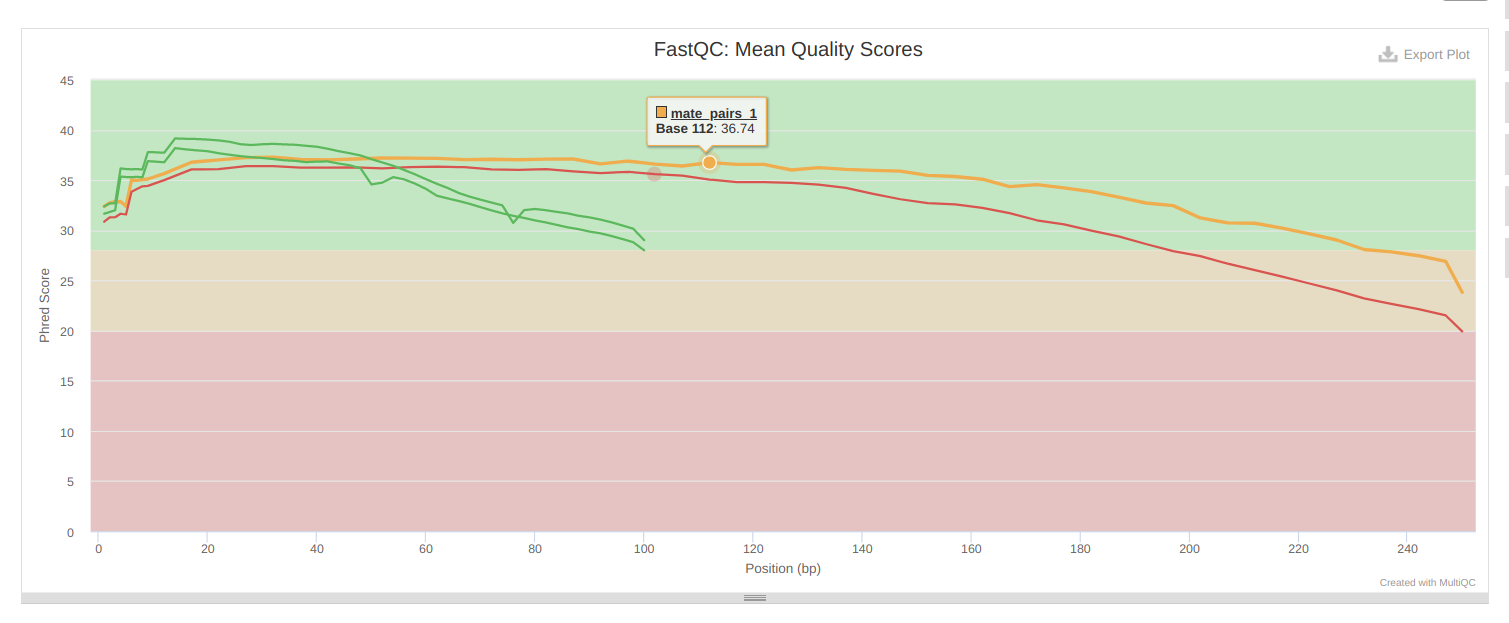 FastQC: Mean Quality Scores
Export Plot
45
40
35
30
25
20
15
10
5
0
Phred Score
mate_pairs_1
Base 112: 36.74
0 20 40 60 80 100 120 140 160 180 200 220 240
Position (bp)
Created with MultiQC